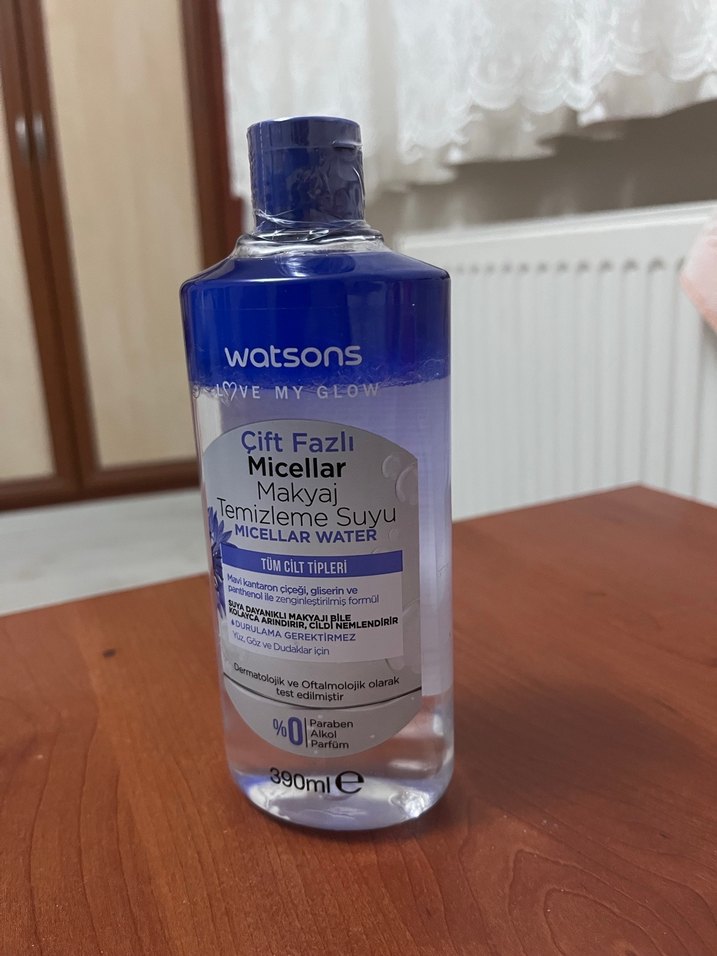 watsons
LOVE MY GLOW
Çift Fazlı
Micellar
Makyaj
Temizleme Suyu
MICELLAR WATER
TÜM CİLT TİPLERİ
Mavi kantaron çiçeği, gliserin ve
panthenol ile zenginleştirilmiş formül
SUYA DAYANIKLI MAKYAJI BİLE
KOLAYCA ARINDIRIR, CİLDİ NEMLENDİRİR
DURULAMA GEREKTİRMEZ
Yüz, Göz ve Dudaklar için
Dermatolojik ve Oftalmolojik olarak
test edilmiştir
%0 Paraben
Alkol
Parfüm
390ml ℮